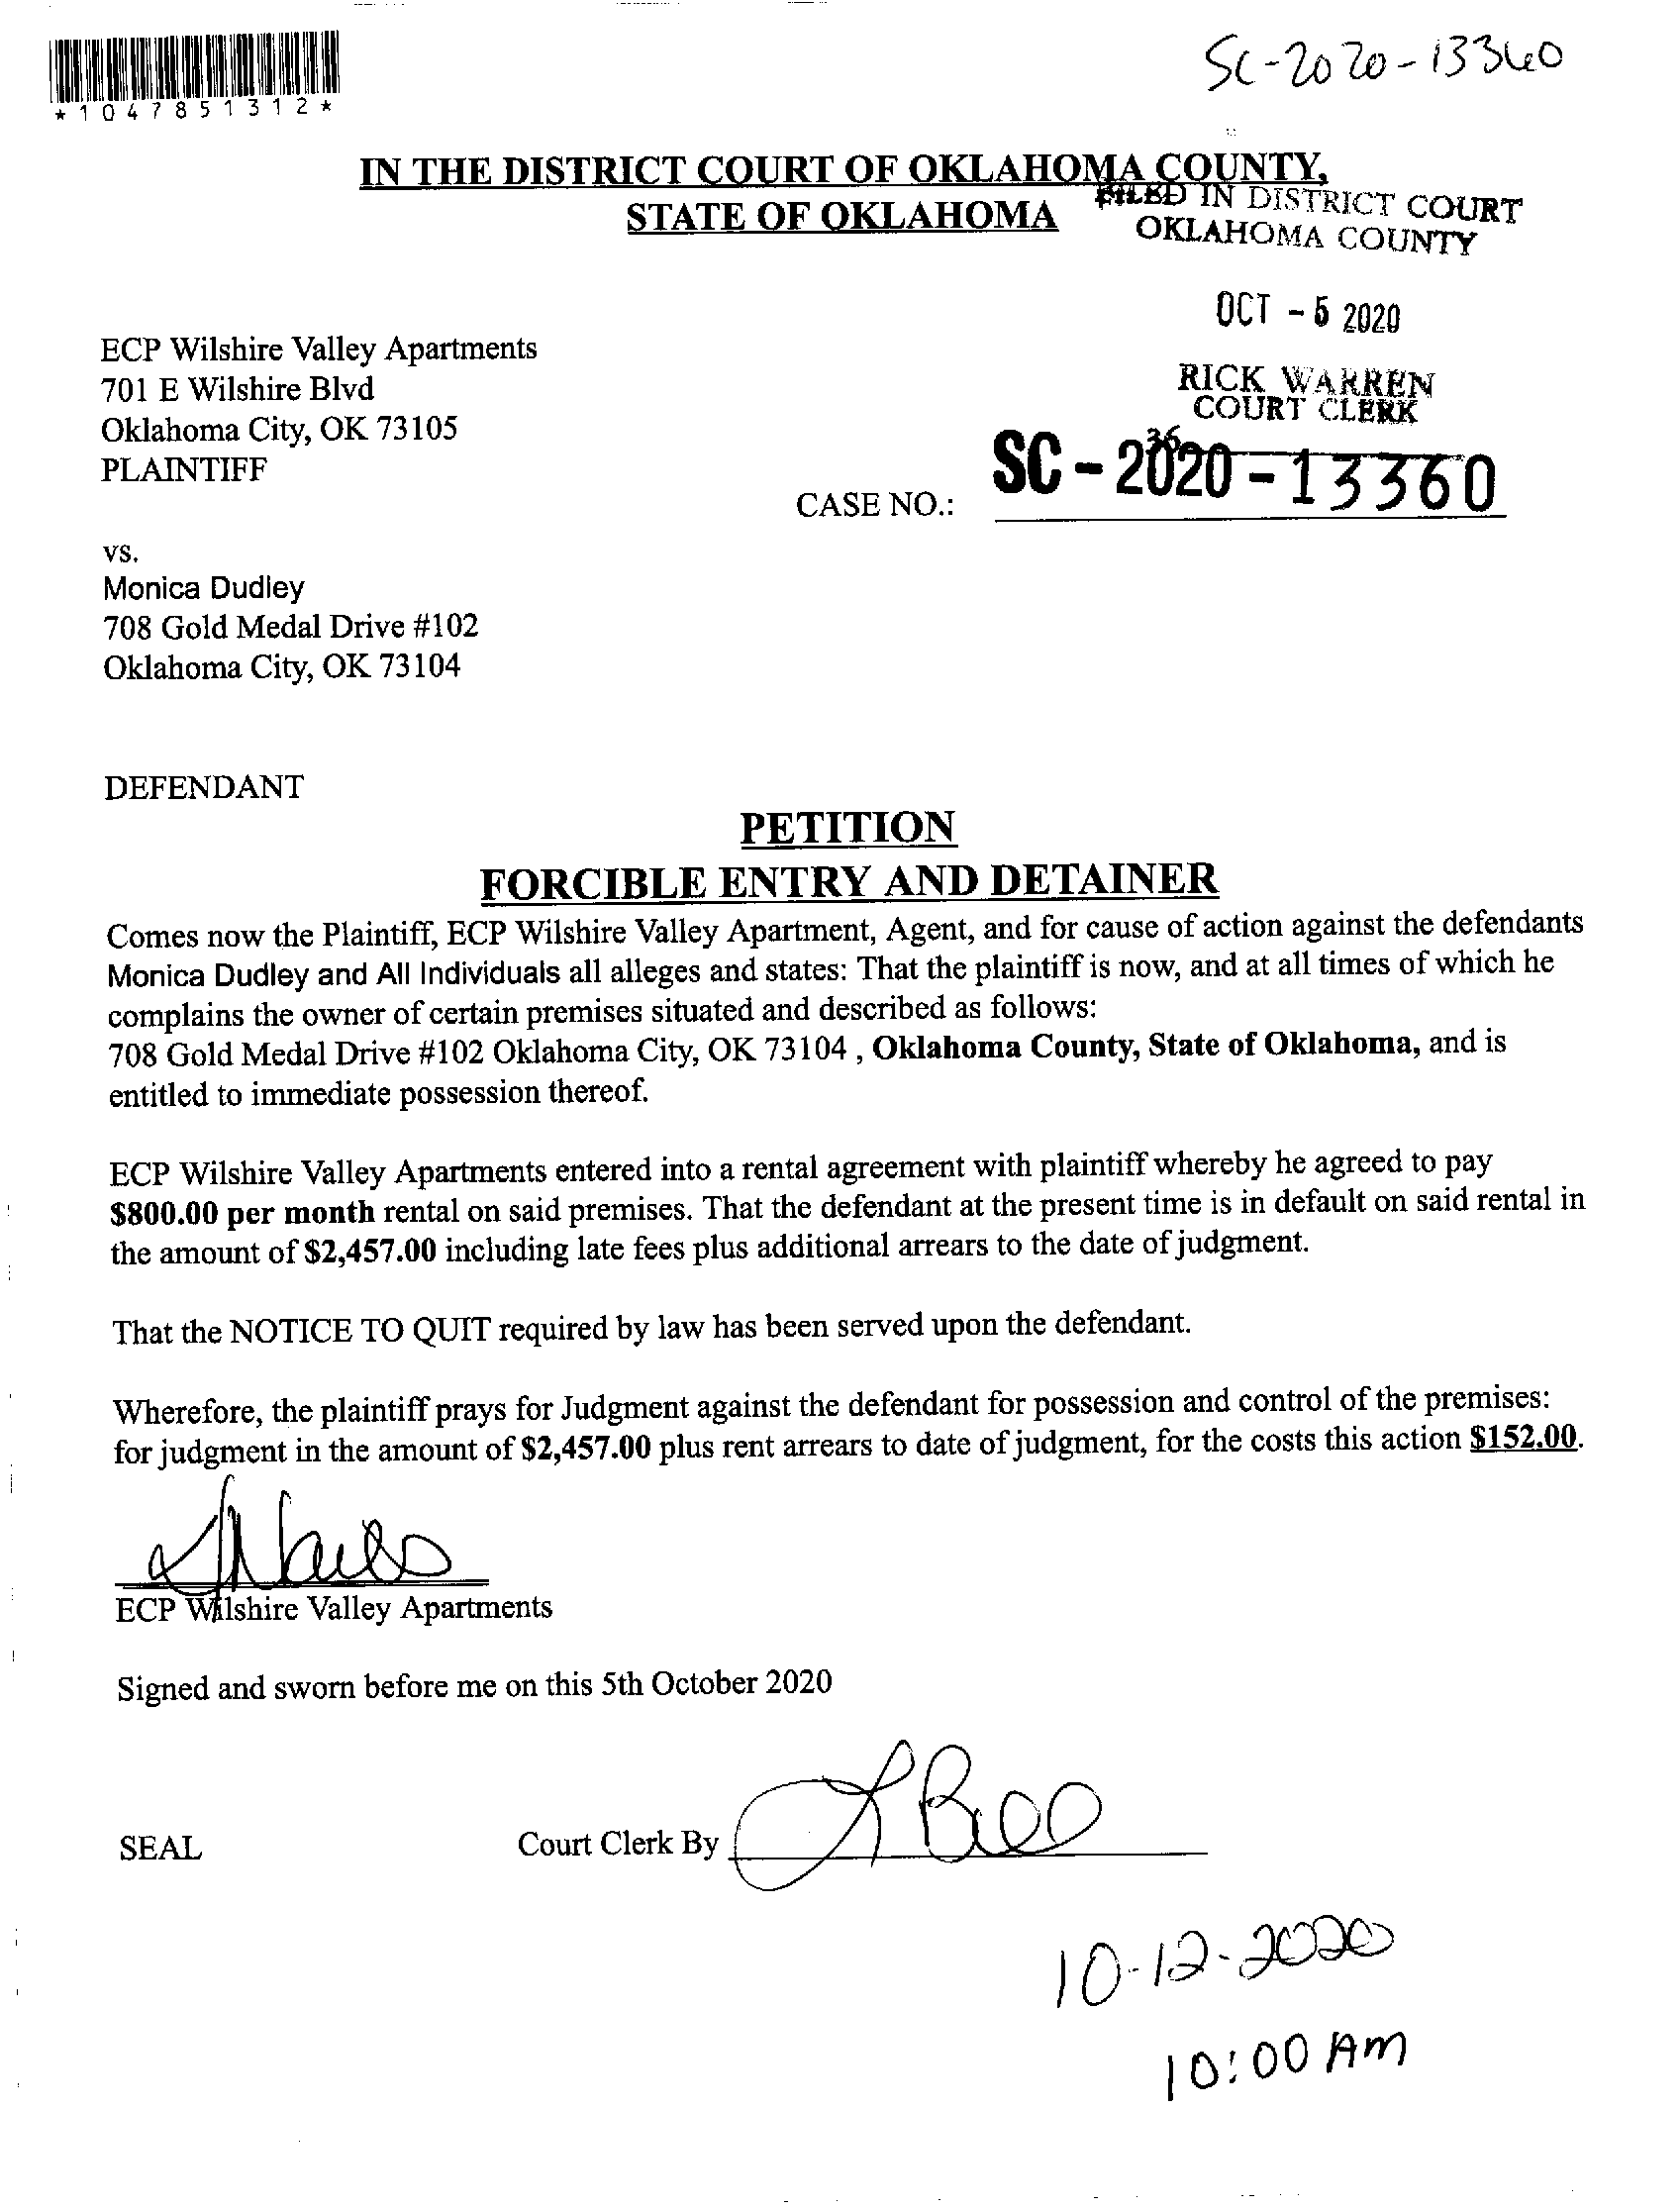 SC-2020-13360
*1047851312*
IN THE DISTRICT COURT OF OKLAHOMA COUNTY,
STATE OF OKLAHOMA
FILED IN DISTRICT COURT
OKLAHOMA COUNTY
OCT - 5 2020
RICK WARREN
COURT CLERK
36
ECP Wilshire Valley Apartments
701 E Wilshire Blvd
Oklahoma City, OK 73105
PLAINTIFF
CASE NO.: SC - 2020 - 13360
vs.
Monica Dudley
708 Gold Medal Drive #102
Oklahoma City, OK 73104
DEFENDANT
PETITION
FORCIBLE ENTRY AND DETAINER
Comes now the Plaintiff, ECP Wilshire Valley Apartment, Agent, and for cause of action against the defendants
Monica Dudley and All Individuals all alleges and states: That the plaintiff is now, and at all times of which he
complains the owner of certain premises situated and described as follows:
708 Gold Medal Drive #102 Oklahoma City, OK 73104 , Oklahoma County, State of Oklahoma, and is
entitled to immediate possession thereof.
ECP Wilshire Valley Apartments entered into a rental agreement with plaintiff whereby he agreed to pay
$800.00 per month rental on said premises. That the defendant at the present time is in default on said rental in
the amount of $2,457.00 including late fees plus additional arrears to the date of judgment.
That the NOTICE TO QUIT required by law has been served upon the defendant.
Wherefore, the plaintiff prays for Judgment against the defendant for possession and control of the premises:
for judgment in the amount of $2,457.00 plus rent arrears to date of judgment, for the costs this action $152.00.
ECP Wilshire Valley Apartments
Signed and sworn before me on this 5th October 2020
SEAL
Court Clerk By
10-12-2020
10:00 AM